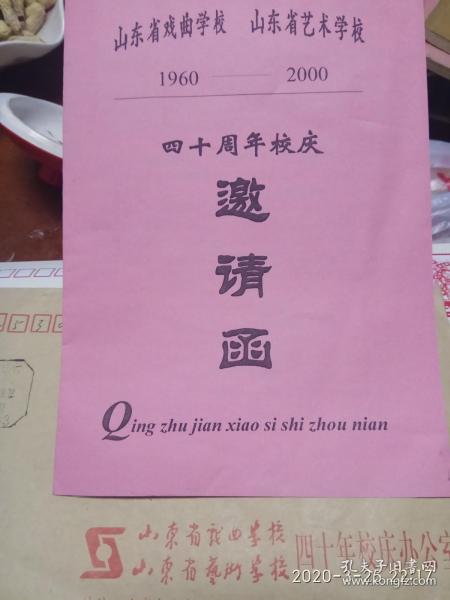 山东省戏曲学校 山东省艺术学校
1960 —— 2000
四十周年校庆
邀
请
函
Qing zhu jian xiao si shi zhou nian
山东省戏曲学校
山东省藝術学校
四十年校庆办公室
孔夫子旧书网